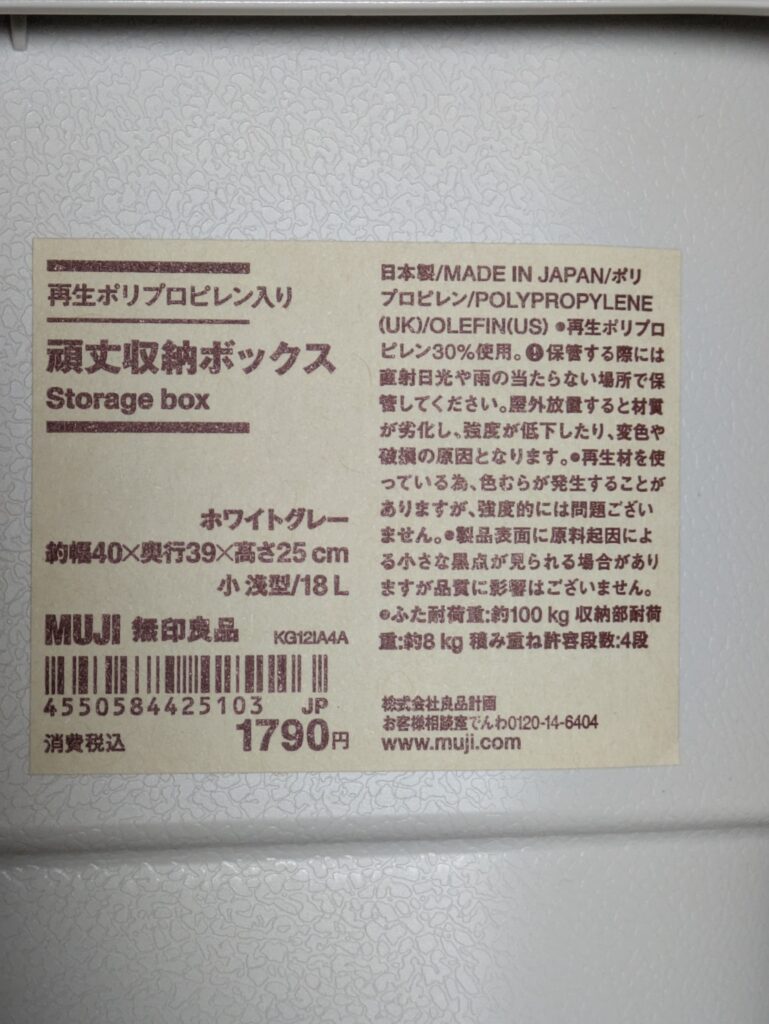 再生ポリプロピレン入り
頑丈収納ボックス
Storage box
ホワイトグレー
約幅40×奥行39×高さ25 cm
小 浅型/18 L
MUJI 無印良品 KG12IA4A
4550584425103 JP
消費税込 1790円
日本製/MADE IN JAPAN/ポリ
プロピレン/POLYPROPYLENE
(UK)/OLEFIN(US) ●再生ポリプロ
ピレン30%使用。❗保管する際には
直射日光や雨の当たらない場所で保
管してください。屋外放置すると材質
が劣化し、強度が低下したり、変色や
破損の原因となります。●再生材を使
っている為、色むらが発生することが
ありますが、強度的には問題ござい
ません。●製品表面に原料起因によ
る小さな黒点が見られる場合があり
ますが品質に影響はございません。
●ふた耐荷重:約100 kg 収納部耐荷
重:約8 kg 積み重ね許容段数:4段
株式会社良品計画
お客様相談室でんわ0120-14-6404
www.muji.com